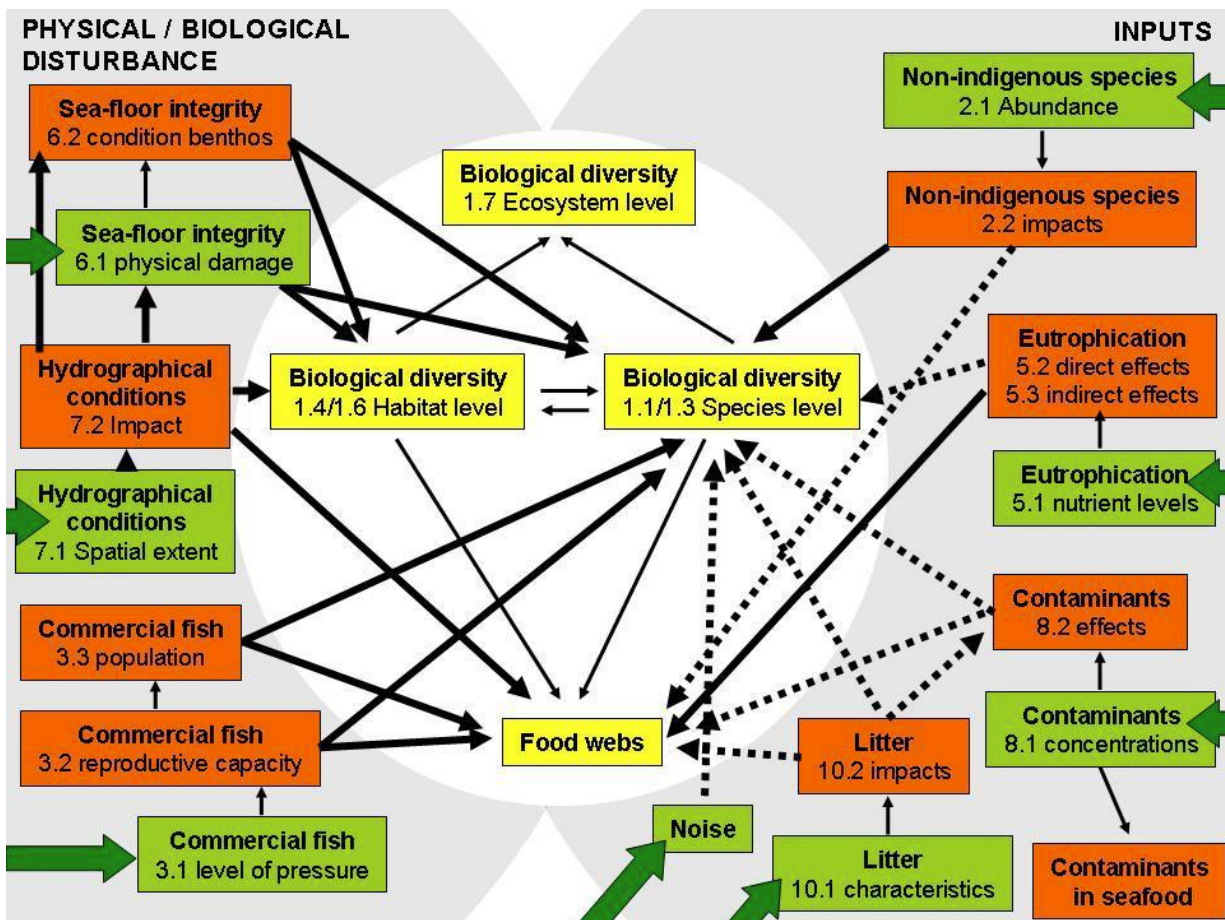 PHYSICAL / BIOLOGICAL
DISTURBANCE
INPUTS
Sea-floor integrity
6.2 condition benthos
Sea-floor integrity
6.1 physical damage
Hydrographical
conditions
7.2 Impact
Hydrographical
conditions
7.1 Spatial extent
Commercial fish
3.3 population
Commercial fish
3.2 reproductive capacity
Commercial fish
3.1 level of pressure
Biological diversity
1.7 Ecosystem level
Biological diversity
1.4/1.6 Habitat level
Biological diversity
1.1/1.3 Species level
Food webs
Non-indigenous species
2.1 Abundance
Non-indigenous species
2.2 impacts
Eutrophication
5.2 direct effects
5.3 indirect effects
Eutrophication
5.1 nutrient levels
Contaminants
8.2 effects
Contaminants
8.1 concentrations
Litter
10.2 impacts
Noise
Litter
10.1 characteristics
Contaminants
in seafood